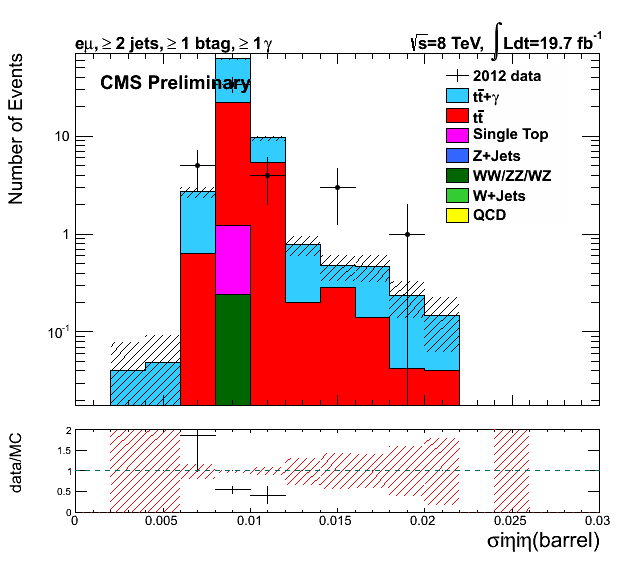 eμ, ≥ 2 jets, ≥ 1 btag, ≥ 1γ
√s=8 TeV, ∫Ldt=19.7 fb⁻¹
CMS Preliminary
2012 data
tt̄+γ
tt̄
Single Top
Z+Jets
WW/ZZ/WZ
W+Jets
QCD
Number of Events
10
1
10⁻¹
data/MC
2
1.5
1
0.5
0
0 0.005 0.01 0.015 0.02 0.025 0.03
σiηiη(barrel)